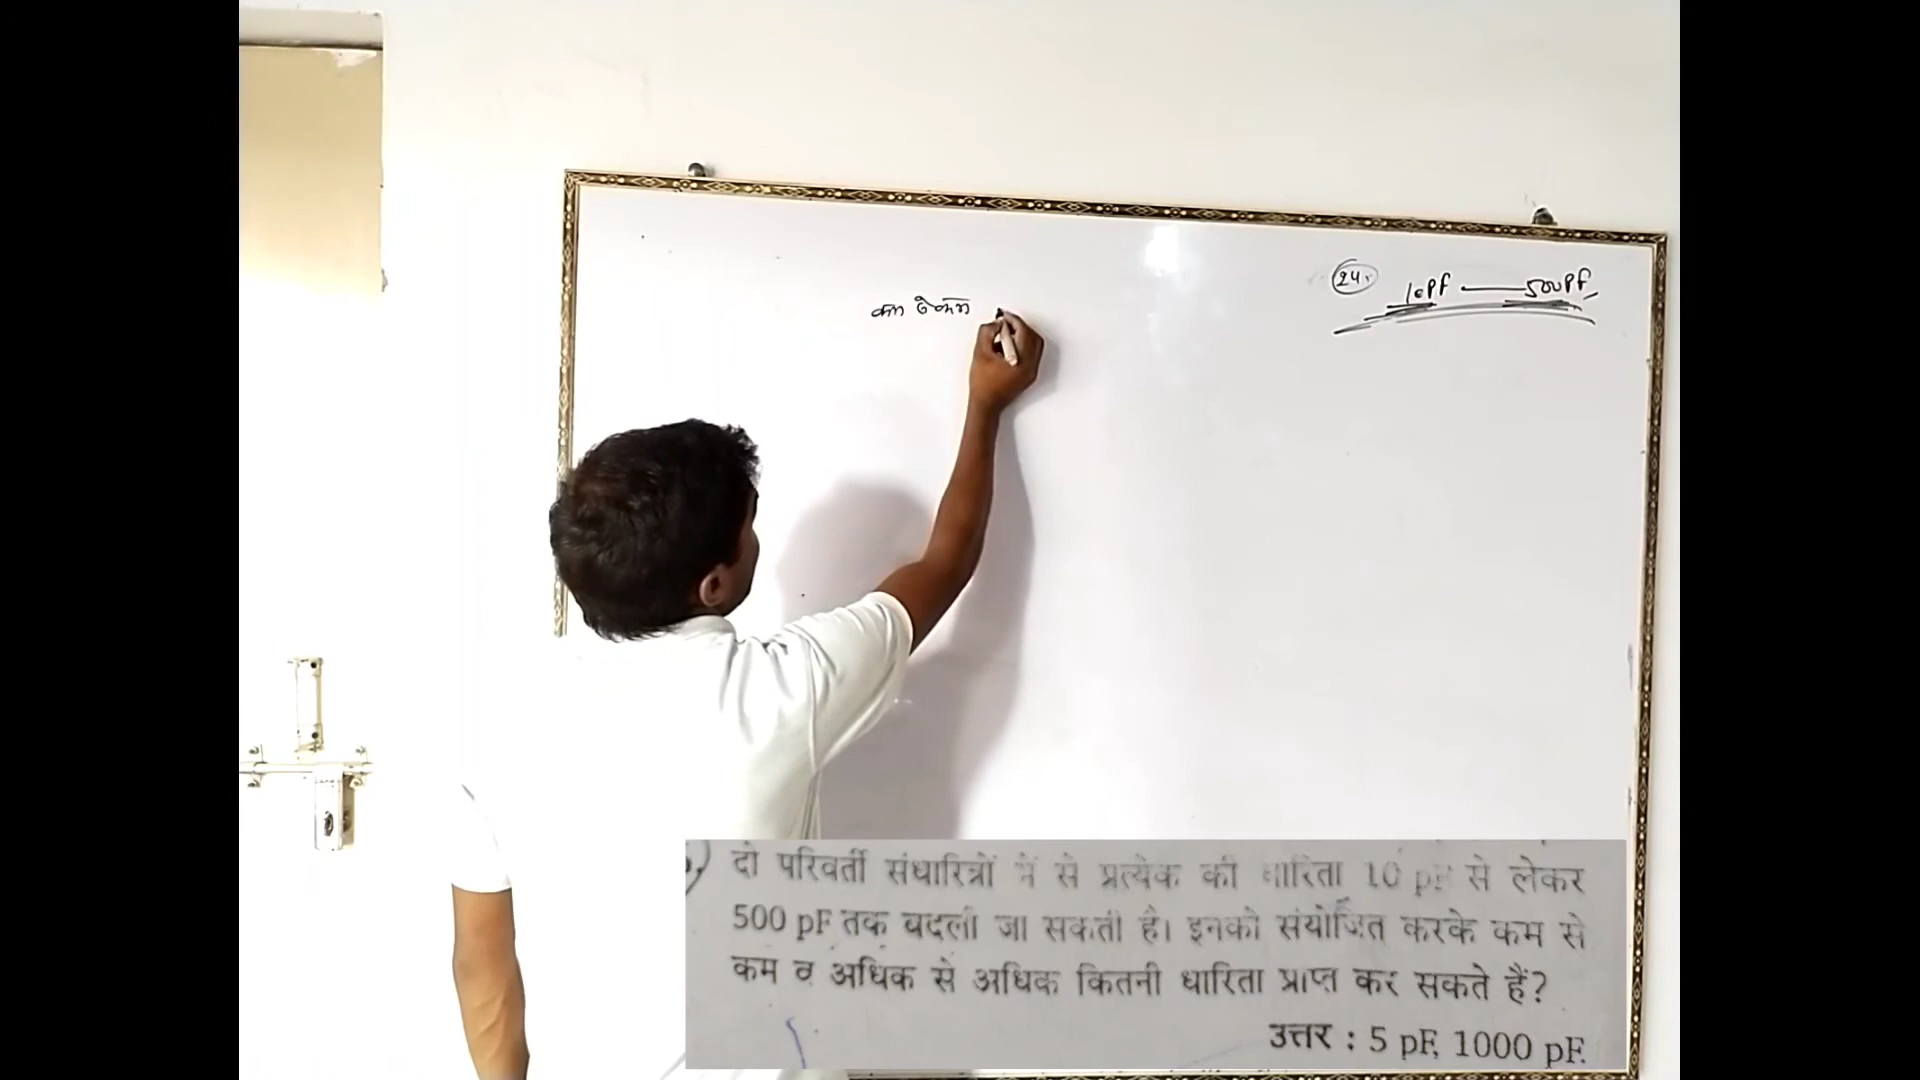 24.
10pf — 500pf
कम से कम
दो परिवर्ती संधारित्रों में से प्रत्येक की धारिता 10 pF से लेकर
500 pF तक बदली जा सकती है। इनको संयोजित करके कम से
कम व अधिक से अधिक कितनी धारिता प्राप्त कर सकते हैं?
उत्तर : 5 pF, 1000 pF.